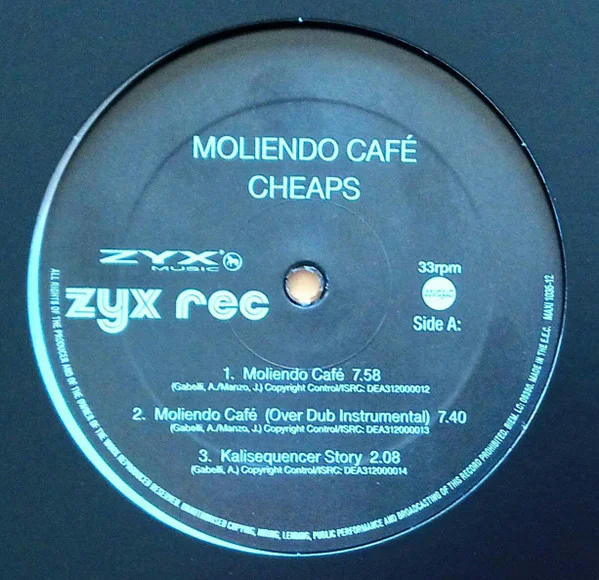 MOLIENDO CAFÉ
CHEAPS
ZYX
MUSIC
zyx rec
33rpm
Side A:
1. Moliendo Café 7.58
(Gabelli, A./Manzo, J.) Copyright Control/ISRC: DEA312000012
2. Moliendo Café (Over Dub Instrumental) 7.40
(Gabelli, A./Manzo, J.) Copyright Control/ISRC: DEA312000013
3. Kalisequencer Story 2.08
(Gabelli, A.) Copyright Control/ISRC: DEA312000014
ALL RIGHTS OF THE PRODUCER AND OF THE OWNER OF THE WORK REPRODUCED RESERVED. UNAUTHORISED COPYING, HIRING, LENDING, PUBLIC PERFORMANCE AND BROADCASTING OF THIS RECORD PROHIBITED. BIEM. LC: 06350. MADE IN THE E.E.C. MAXI 1035-12